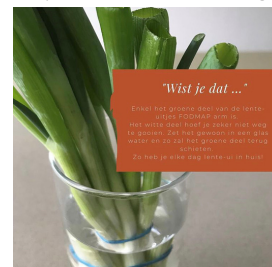 "Wist je dat ..."
Enkel het groene deel van de lente-
uitjes FODMAP arm is.
Het witte deel hoef je zeker niet weg
te gooien. Zet het gewoon in een glas
water en zo zal het groene deel terug
schieten.
Zo heb je elke dag lente-ui in huis!